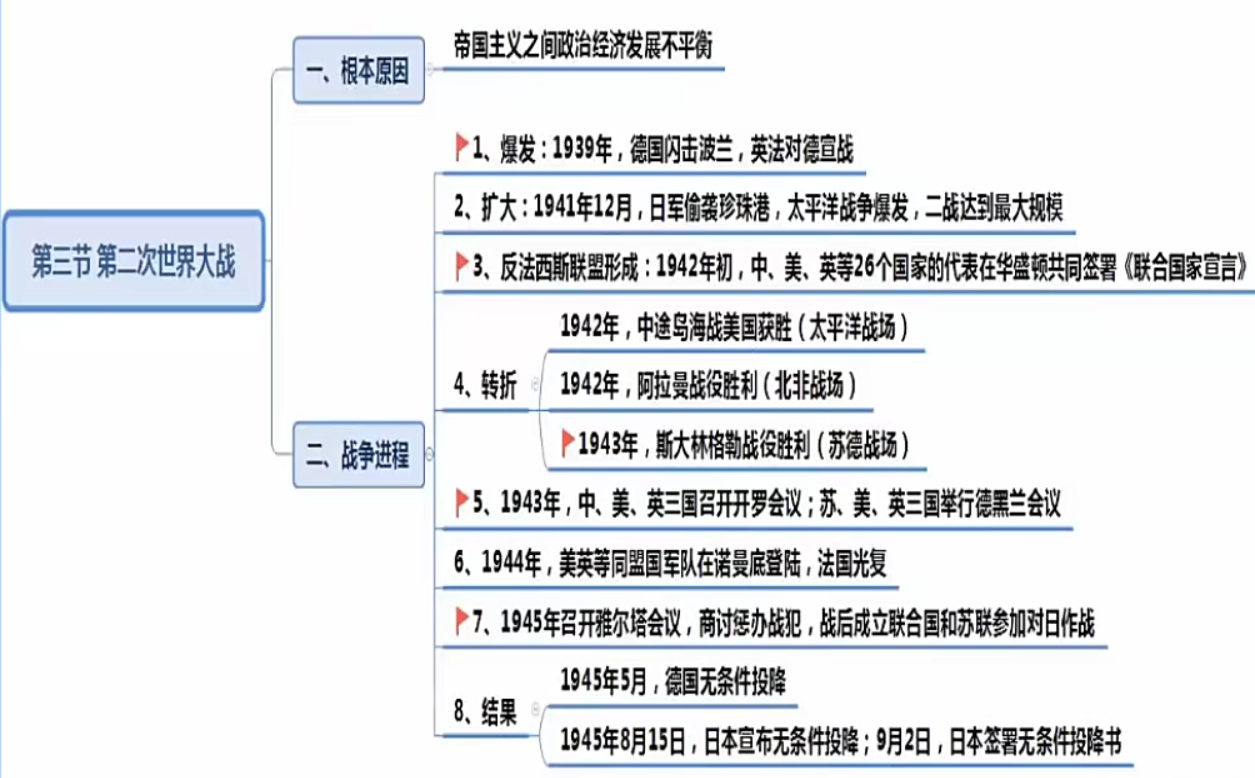 第三节 第二次世界大战
一、根本原因
帝国主义之间政治经济发展不平衡
二、战争进程
1、爆发：1939年，德国闪击波兰，英法对德宣战
2、扩大：1941年12月，日军偷袭珍珠港，太平洋战争爆发，二战达到最大规模
3、反法西斯联盟形成：1942年初，中、美、英等26个国家的代表在华盛顿共同签署《联合国家宣言》
4、转折
1942年，中途岛海战美国获胜（太平洋战场）
1942年，阿拉曼战役胜利（北非战场）
1943年，斯大林格勒战役胜利（苏德战场）
5、1943年，中、美、英三国召开开罗会议；苏、美、英三国举行德黑兰会议
6、1944年，美英等同盟国军队在诺曼底登陆，法国光复
7、1945年召开雅尔塔会议，商讨惩办战犯，战后成立联合国和苏联参加对日作战
8、结果
1945年5月，德国无条件投降
1945年8月15日，日本宣布无条件投降；9月2日，日本签署无条件投降书